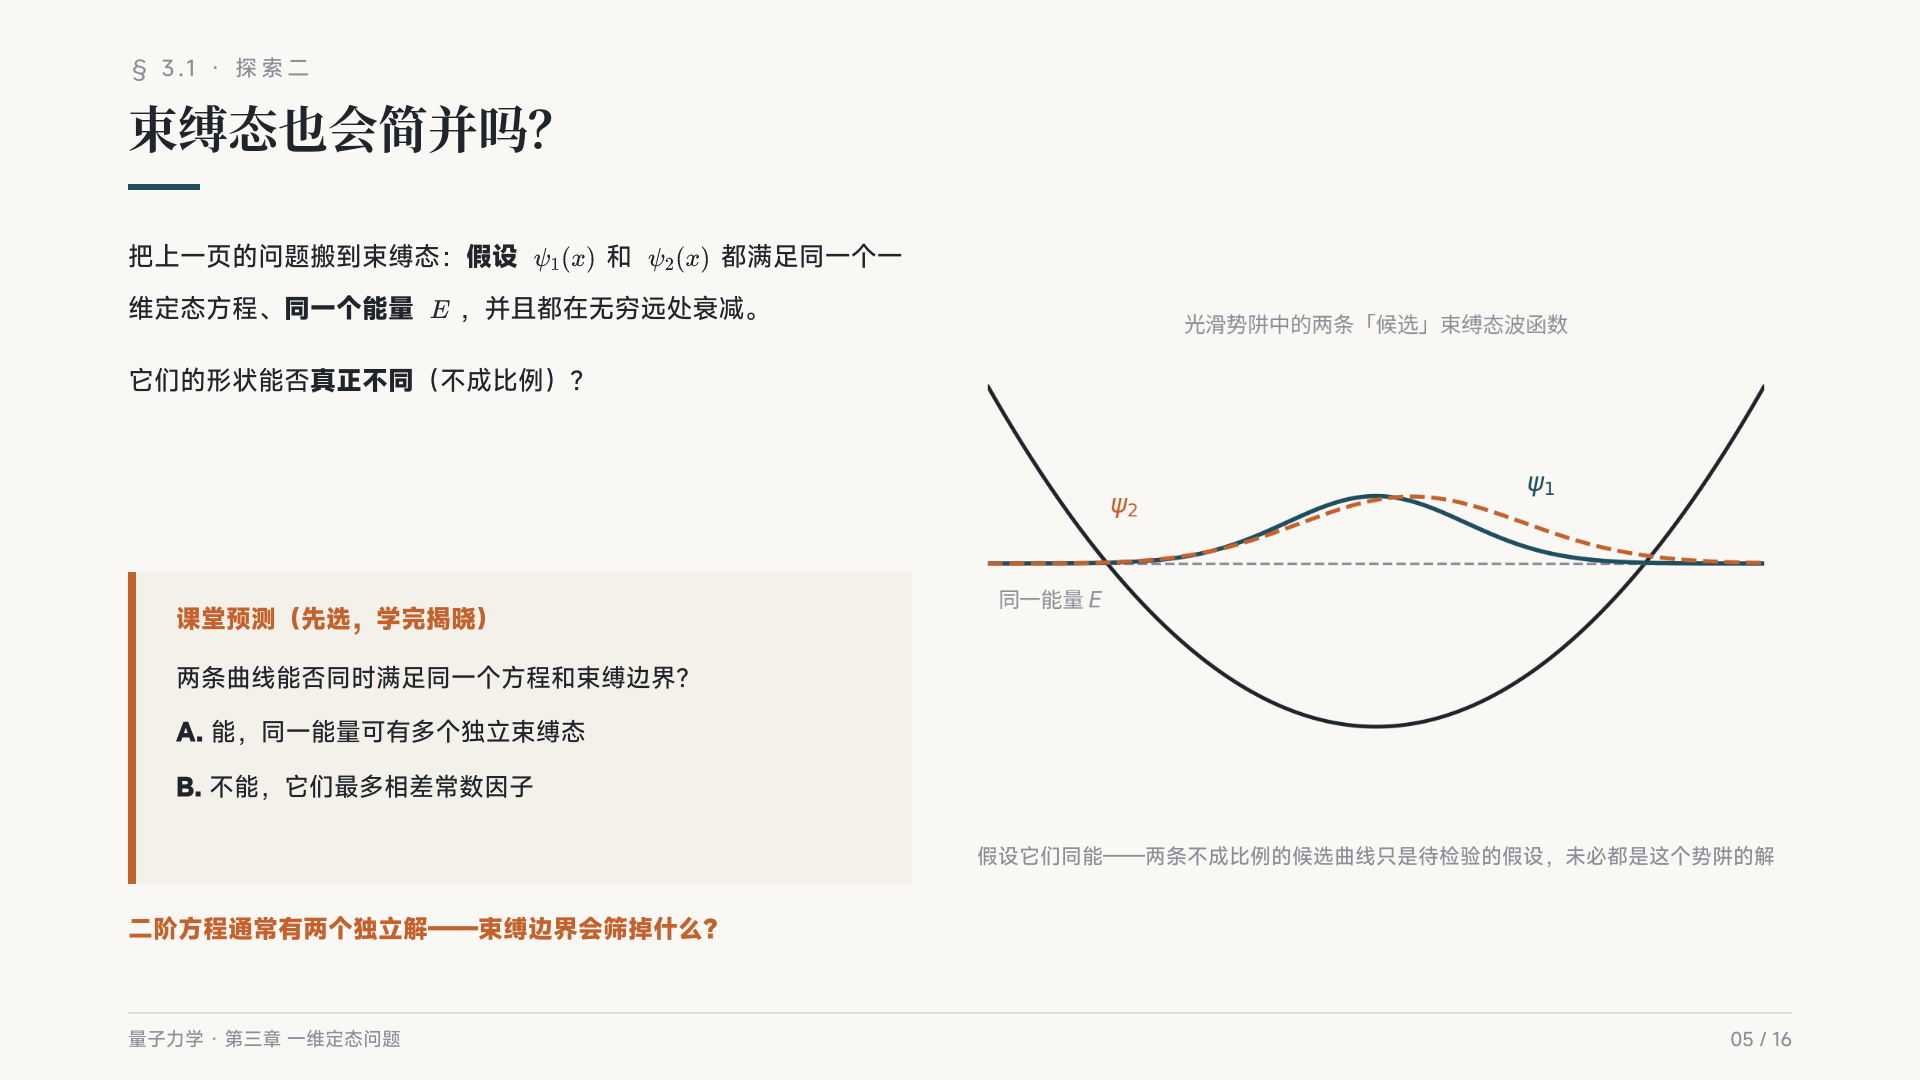 § 3.1 · 探索二
束缚态也会简并吗？
把上一页的问题搬到束缚态：假设 ψ₁(x) 和 ψ₂(x) 都满足同一个一
维定态方程、同一个能量 E ，并且都在无穷远处衰减。
它们的形状能否真正不同（不成比例）？
课堂预测（先选，学完揭晓）
两条曲线能否同时满足同一个方程和束缚边界？
A. 能，同一能量可有多个独立束缚态
B. 不能，它们最多相差常数因子
二阶方程通常有两个独立解——束缚边界会筛掉什么？
光滑势阱中的两条「候选」束缚态波函数
ψ₂
ψ₁
同一能量 E
假设它们同能——两条不成比例的候选曲线只是待检验的假设，未必都是这个势阱的解
量子力学 · 第三章 一维定态问题
05 / 16